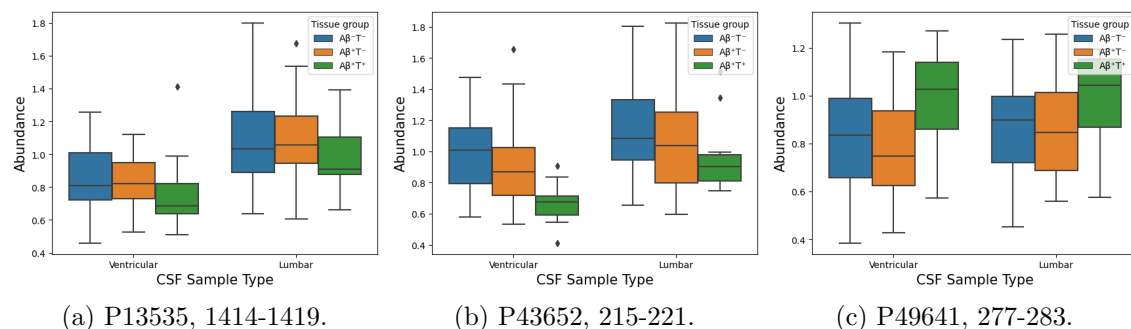 1.8
1.6
1.4
1.2
1.0
0.8
0.6
0.4
Abundance
Tissue group
Aβ⁻T⁻
Aβ⁺T⁻
Aβ⁺T⁺
Ventricular
Lumbar
CSF Sample Type
(a) P13535, 1414-1419.
1.8
1.6
1.4
1.2
1.0
0.8
0.6
0.4
Abundance
Tissue group
Aβ⁻T⁻
Aβ⁺T⁻
Aβ⁺T⁺
Ventricular
Lumbar
CSF Sample Type
(b) P43652, 215-221.
1.2
1.0
0.8
0.6
0.4
Abundance
Tissue group
Aβ⁻T⁻
Aβ⁺T⁻
Aβ⁺T⁺
Ventricular
Lumbar
CSF Sample Type
(c) P49641, 277-283.